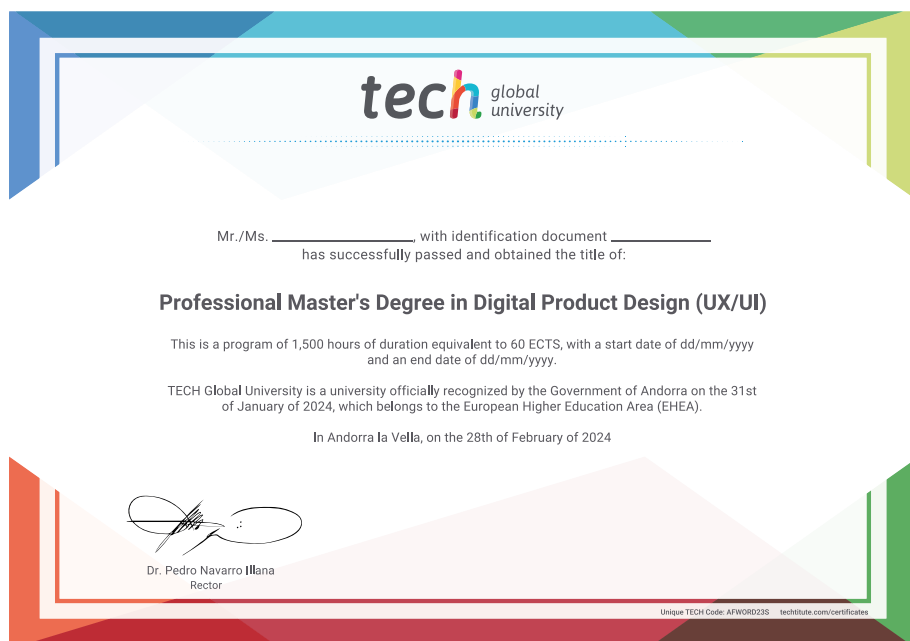 tech global
university
Mr./Ms. ________________, with identification document ____________
has successfully passed and obtained the title of:
Professional Master's Degree in Digital Product Design (UX/UI)
This is a program of 1,500 hours of duration equivalent to 60 ECTS, with a start date of dd/mm/yyyy
and an end date of dd/mm/yyyy.
TECH Global University is a university officially recognized by the Government of Andorra on the 31st
of January of 2024, which belongs to the European Higher Education Area (EHEA).
In Andorra la Vella, on the 28th of February of 2024
Dr. Pedro Navarro Illana
Rector
Unique TECH Code: AFWORD23S techtitute.com/certificates